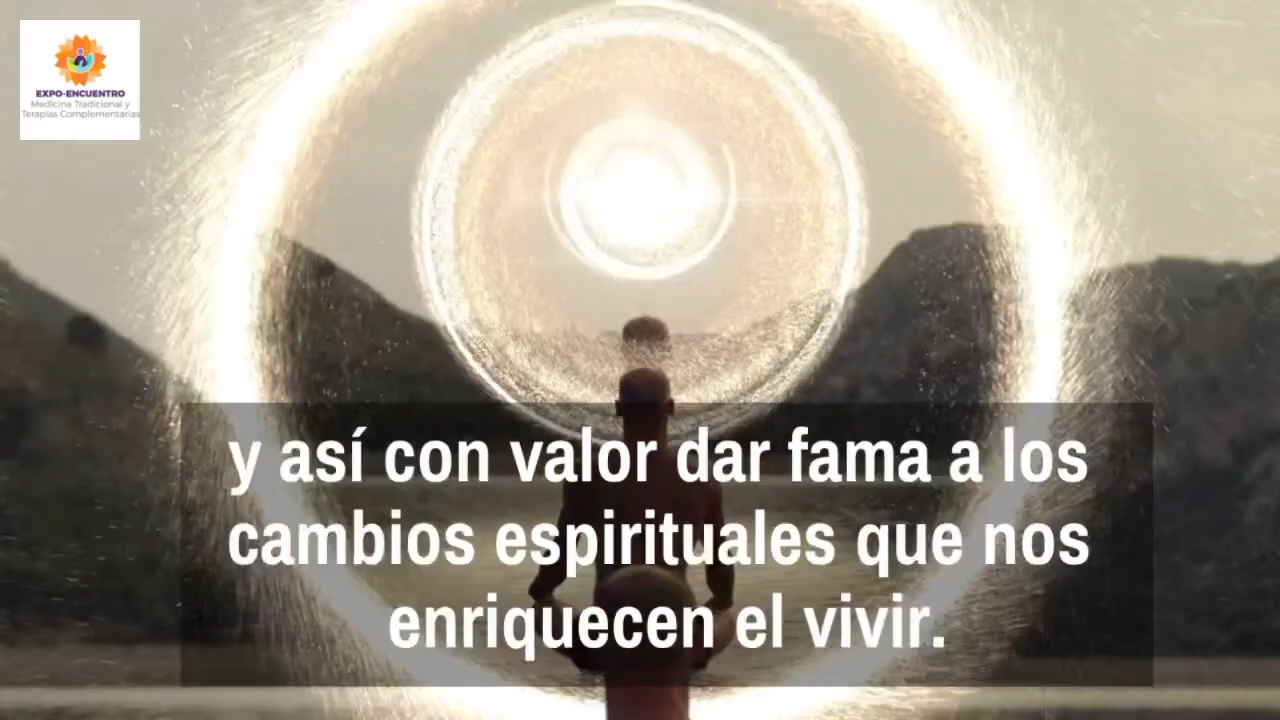 EXPO-ENCUENTRO
Medicina Tradicional y
Terapias Complementarias
y así con valor dar fama a los
cambios espirituales que nos
enriquecen el vivir.